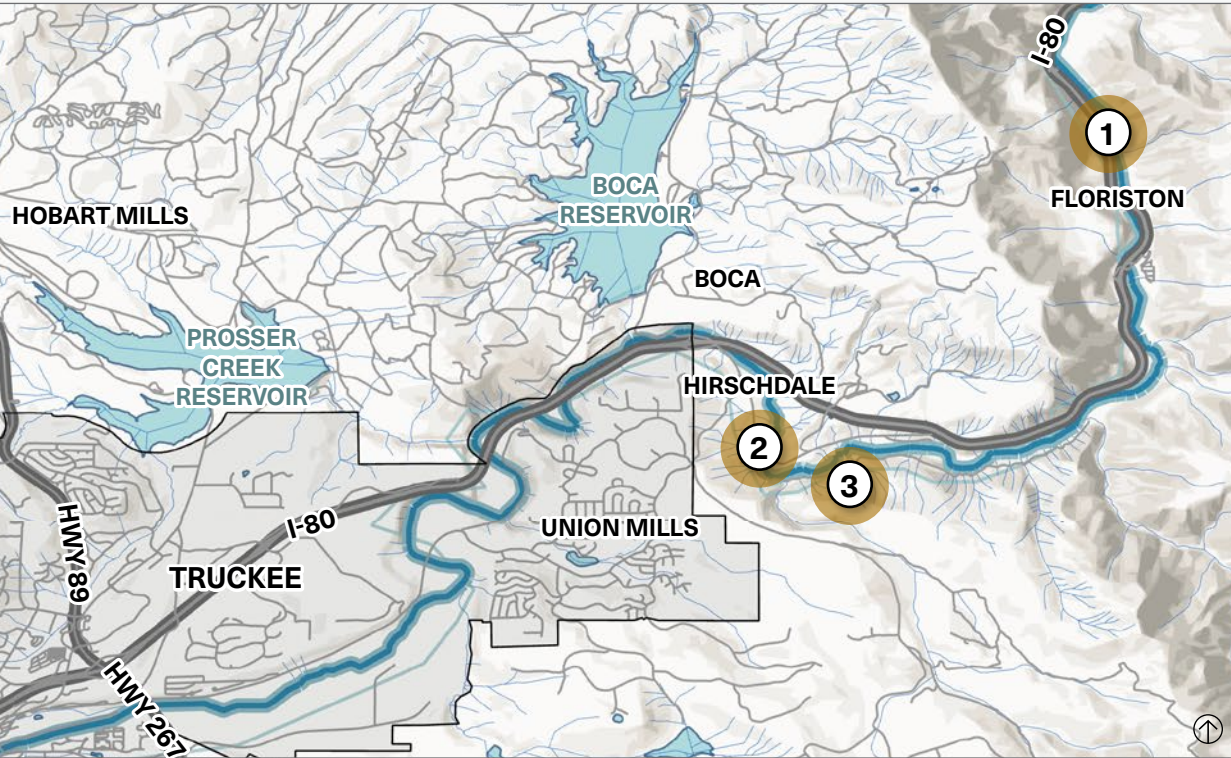 I-80
1
FLORISTON
BOCA
RESERVOIR
HOBART MILLS
BOCA
PROSSER
CREEK
RESERVOIR
HIRSCHDALE
2
3
HWY 89
I-80
UNION MILLS
TRUCKEE
HWY 267